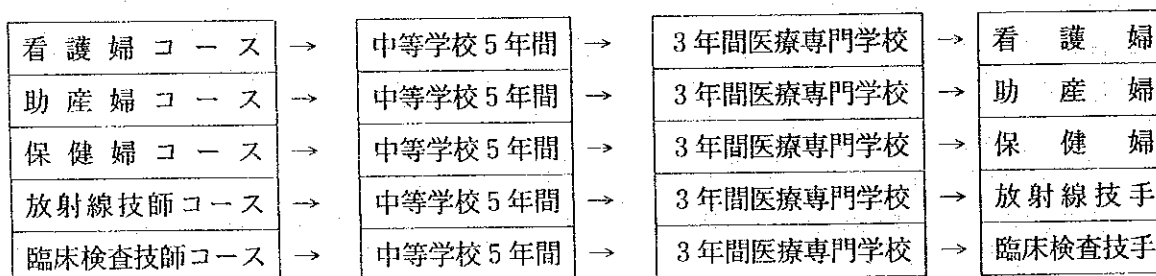 看護婦コース → 中等学校5年間 → 3年間医療専門学校 → 看護婦
助産婦コース → 中等学校5年間 → 3年間医療専門学校 → 助産婦
保健婦コース → 中等学校5年間 → 3年間医療専門学校 → 保健婦
放射線技師コース → 中等学校5年間 → 3年間医療専門学校 → 放射線技手
臨床検査技師コース → 中等学校5年間 → 3年間医療専門学校 → 臨床検査技手